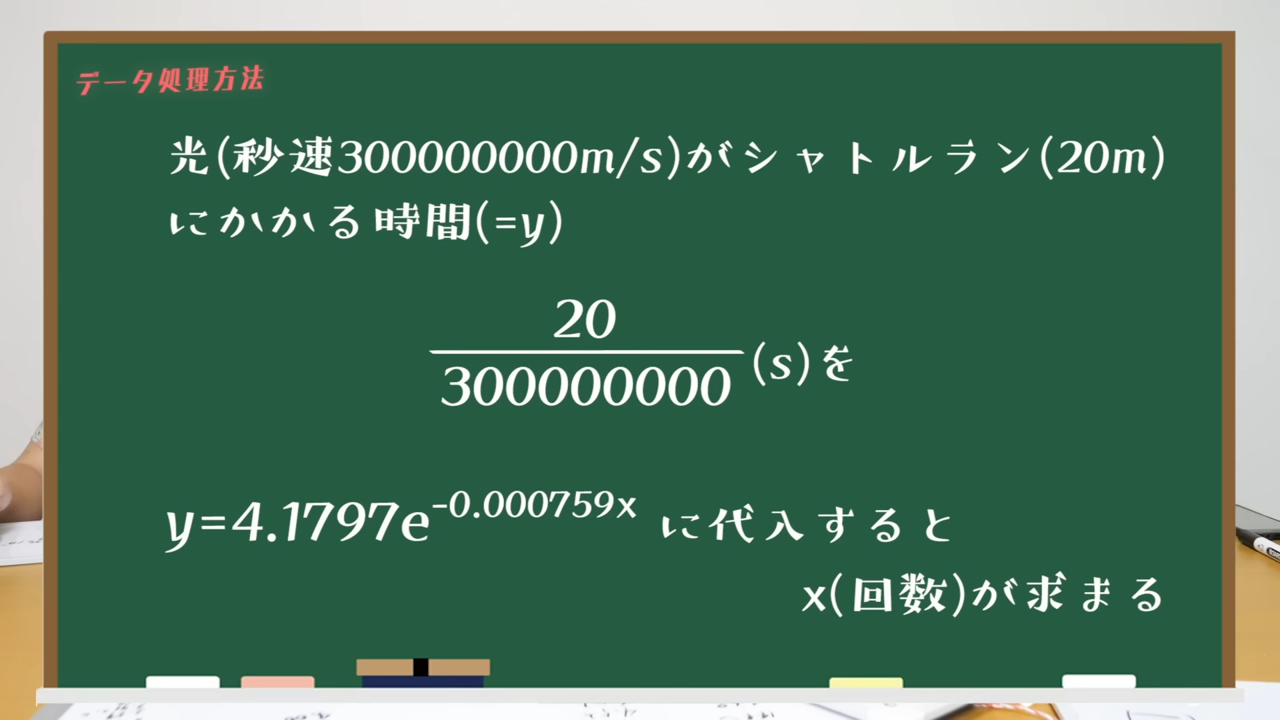 データ処理方法
光(秒速300000000m/s)がシャトルラン(20m)
にかかる時間(=y)
20
300000000
(s)を
y=4.1797e^-0.000759x に代入すると
x(回数)が求まる